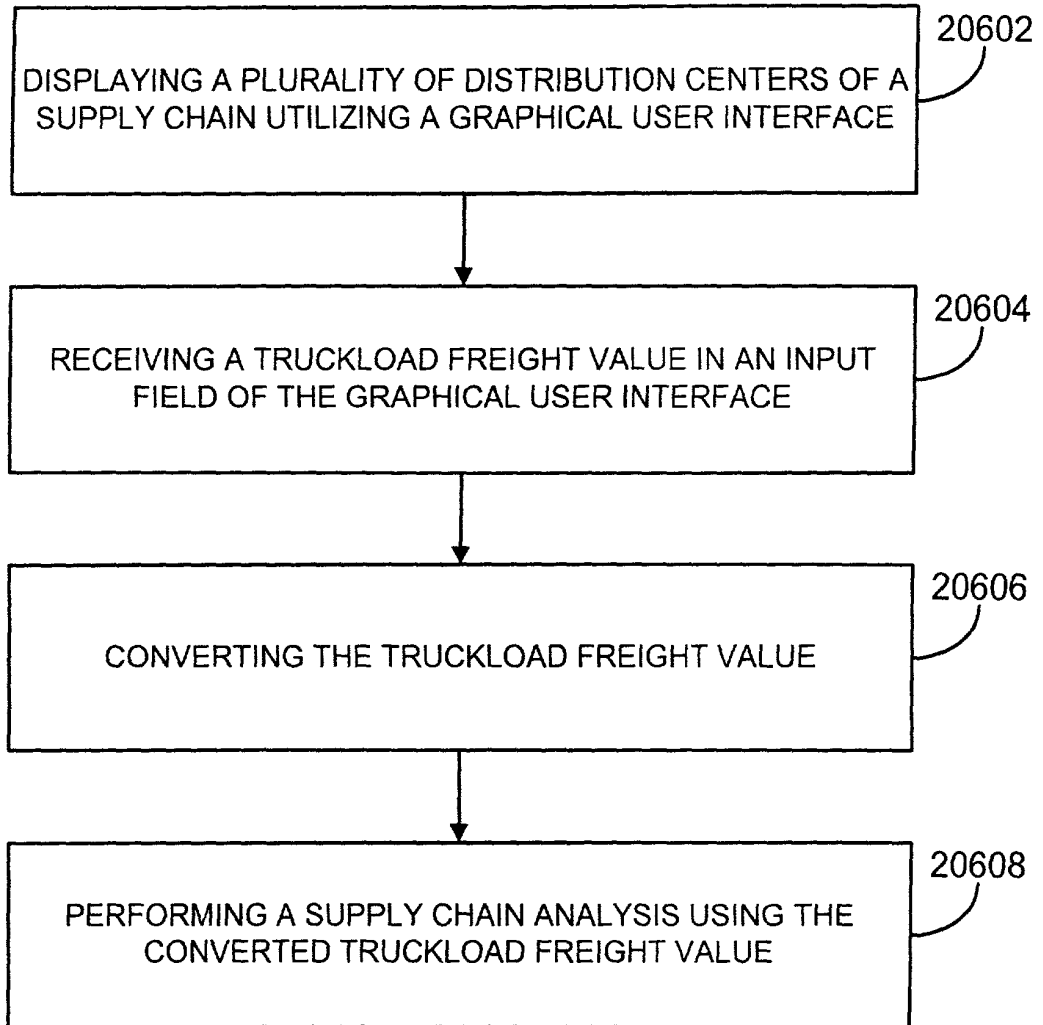 20602
DISPLAYING A PLURALITY OF DISTRIBUTION CENTERS OF A
SUPPLY CHAIN UTILIZING A GRAPHICAL USER INTERFACE
20604
RECEIVING A TRUCKLOAD FREIGHT VALUE IN AN INPUT
FIELD OF THE GRAPHICAL USER INTERFACE
20606
CONVERTING THE TRUCKLOAD FREIGHT VALUE
20608
PERFORMING A SUPPLY CHAIN ANALYSIS USING THE
CONVERTED TRUCKLOAD FREIGHT VALUE